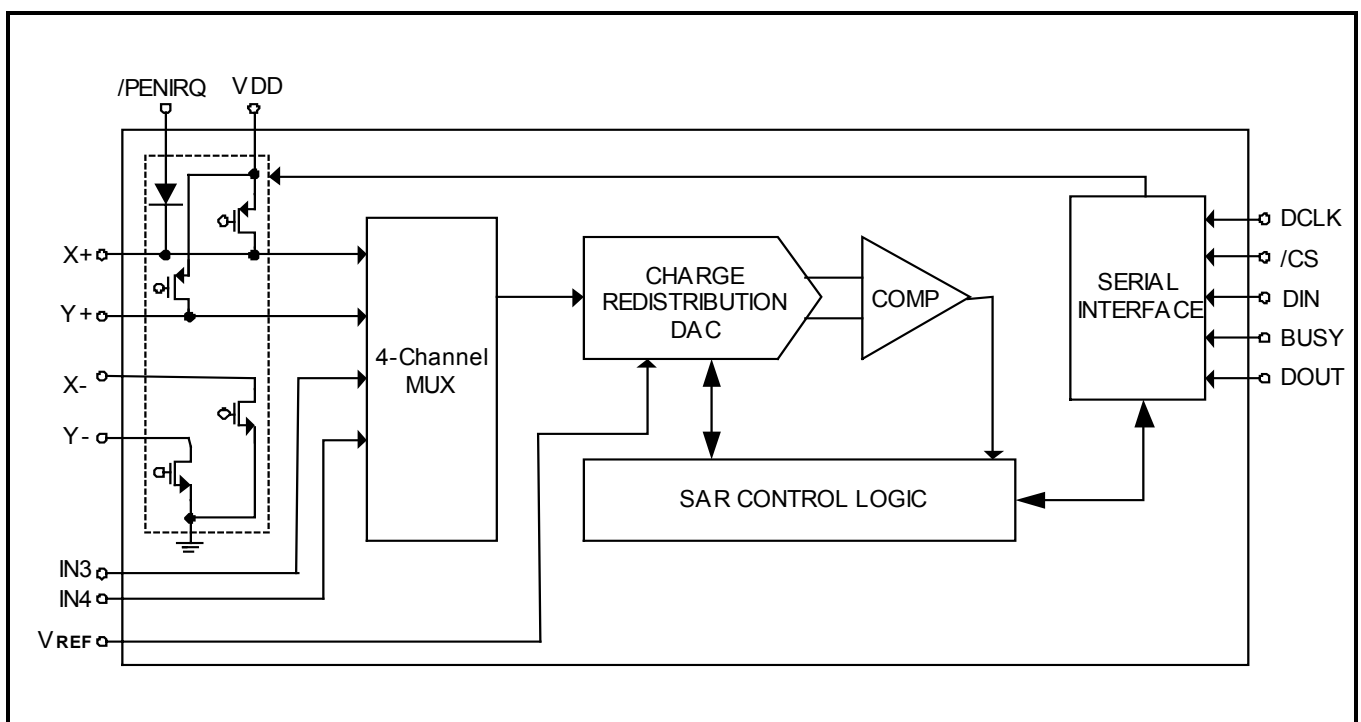 /PENIRQ
VDD
X+
Y+
X-
Y-
IN3
IN4
VREF
4-Channel
MUX
CHARGE
REDISTRIBUTION
DAC
COMP
SAR CONTROL LOGIC
SERIAL
INTERFACE
DCLK
/CS
DIN
BUSY
DOUT